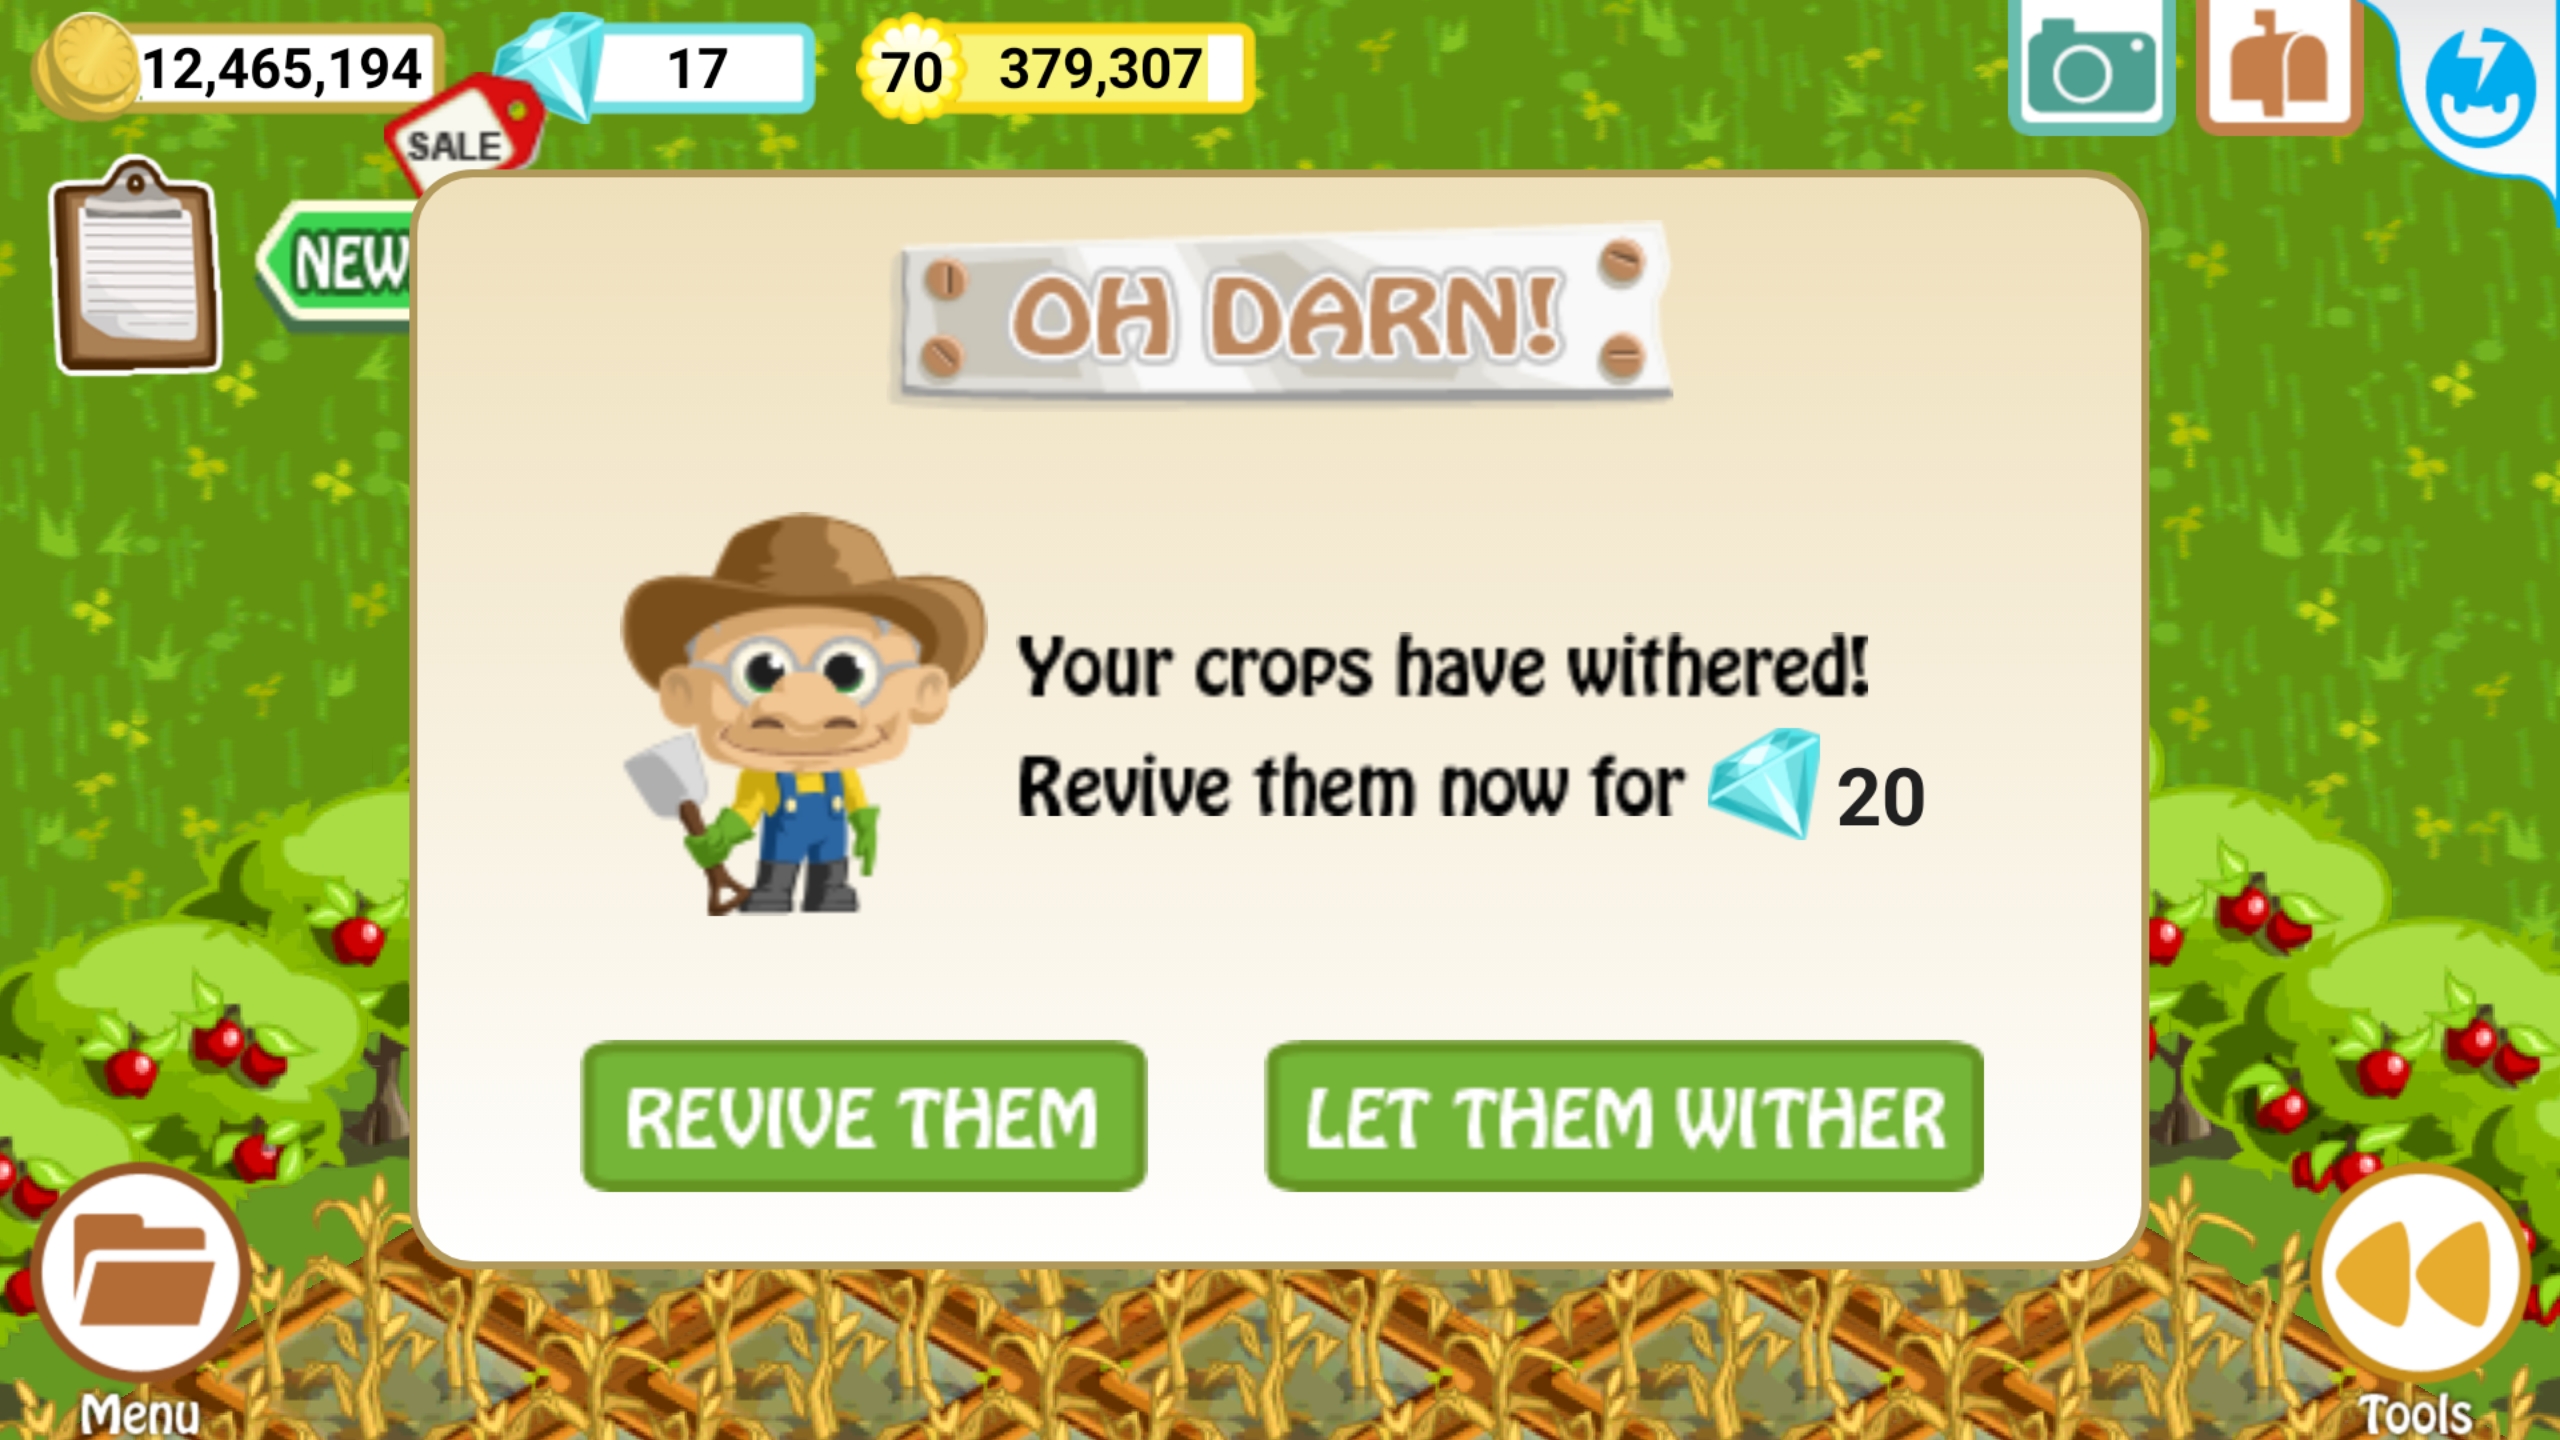 12,465,194
17
70
379,307
SALE
NEW
OH DARN!
Your crops have withered!
Revive them now for 20
REVIVE THEM
LET THEM WITHER
Menu
Tools